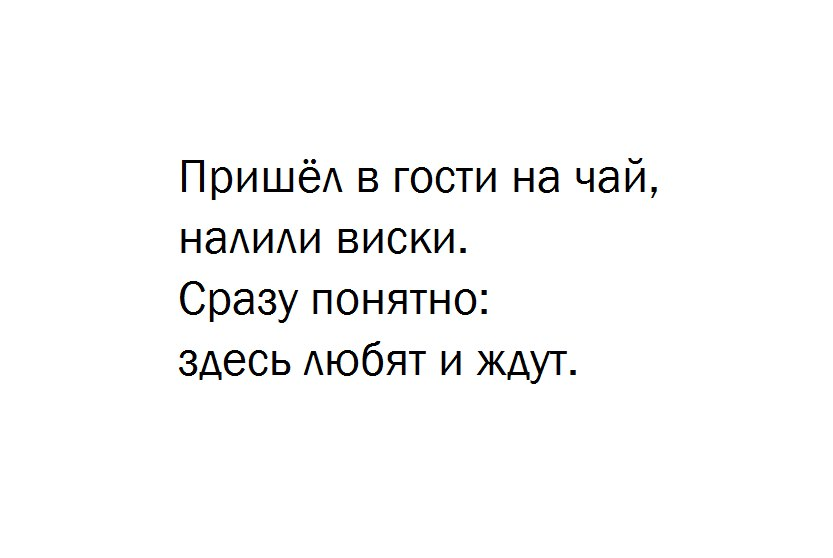 Пришёл в гости на чай,
налили виски.
Сразу понятно:
здесь любят и ждут.